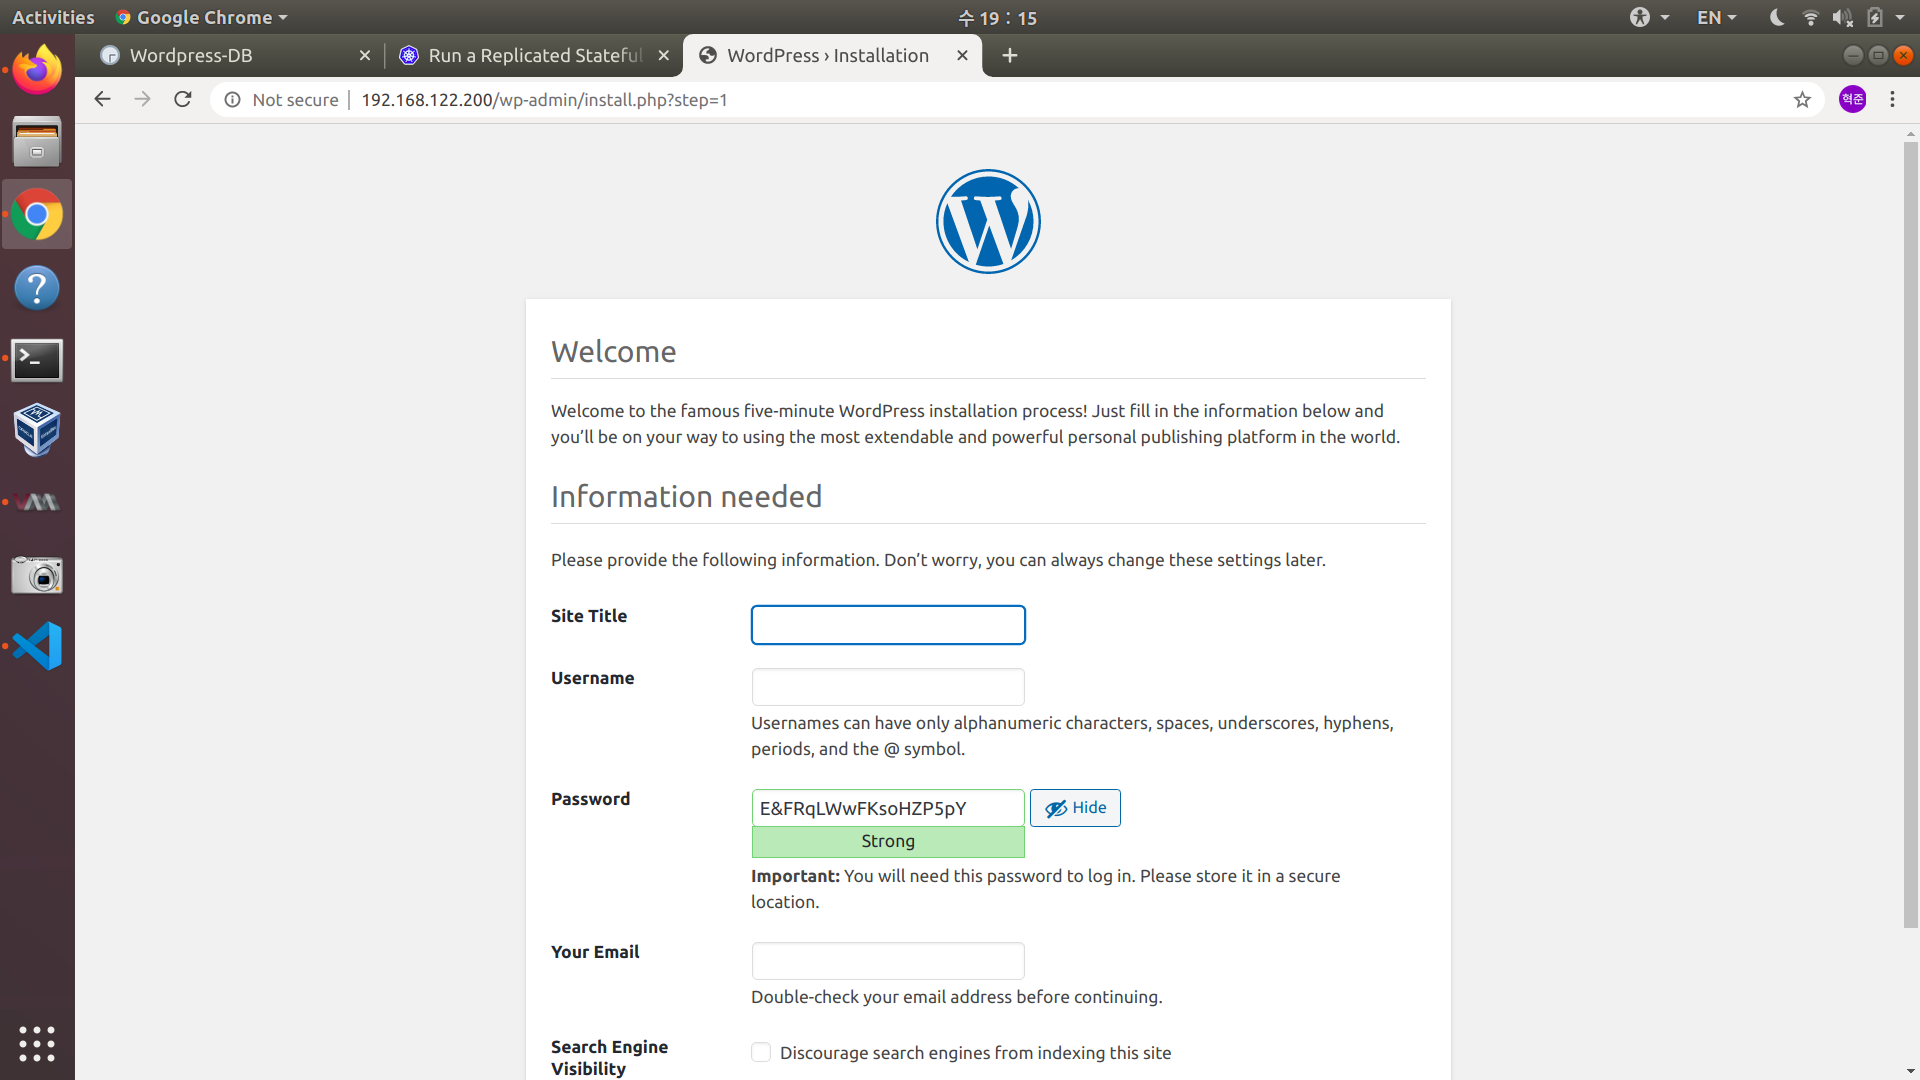 Activities
Google Chrome
수 19 : 15
EN
Wordpress-DB
Run a Replicated Stateful
WordPress › Installation
Not secure
192.168.122.200/wp-admin/install.php?step=1
혁준
Welcome
Welcome to the famous five-minute WordPress installation process! Just fill in the information below and
you’ll be on your way to using the most extendable and powerful personal publishing platform in the world.
Information needed
Please provide the following information. Don’t worry, you can always change these settings later.
Site Title
Username
Usernames can have only alphanumeric characters, spaces, underscores, hyphens,
periods, and the @ symbol.
Password
E&FRqLWwFKsoHZP5pY
Hide
Strong
Important: You will need this password to log in. Please store it in a secure
location.
Your Email
Double-check your email address before continuing.
Search Engine
Visibility
Discourage search engines from indexing this site